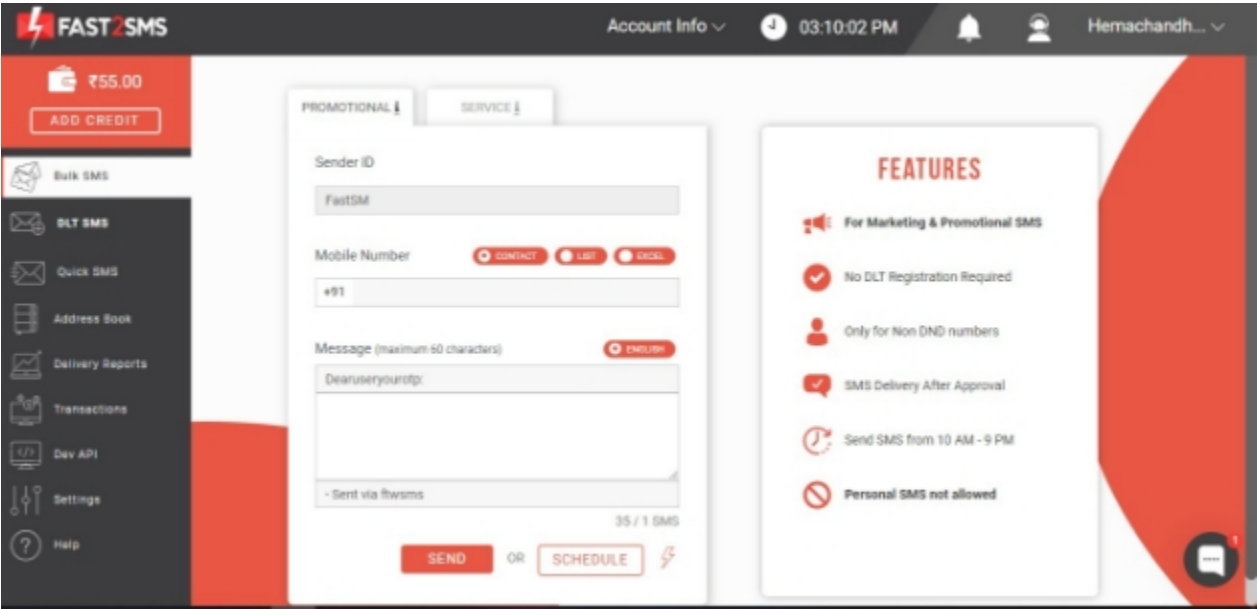 FAST2SMS
Account Info
03:10:02 PM
Hemachandh...
₹55.00
ADD CREDIT
Bulk SMS
DLT SMS
Quick SMS
Address Book
Delivery Reports
Transactions
Dev API
Settings
Help
PROMOTIONAL
SERVICE
Sender ID
FastSM
Mobile Number
CONTACT
LIST
EXCEL
+91
Message (maximum 60 characters)
ENGLISH
Dearuseryourotp:
- Sent via ftwsms
35 / 1 SMS
SEND
OR
SCHEDULE
FEATURES
For Marketing & Promotional SMS
No DLT Registration Required
Only for Non DND numbers
SMS Delivery After Approval
Send SMS from 10 AM - 9 PM
Personal SMS not allowed
1